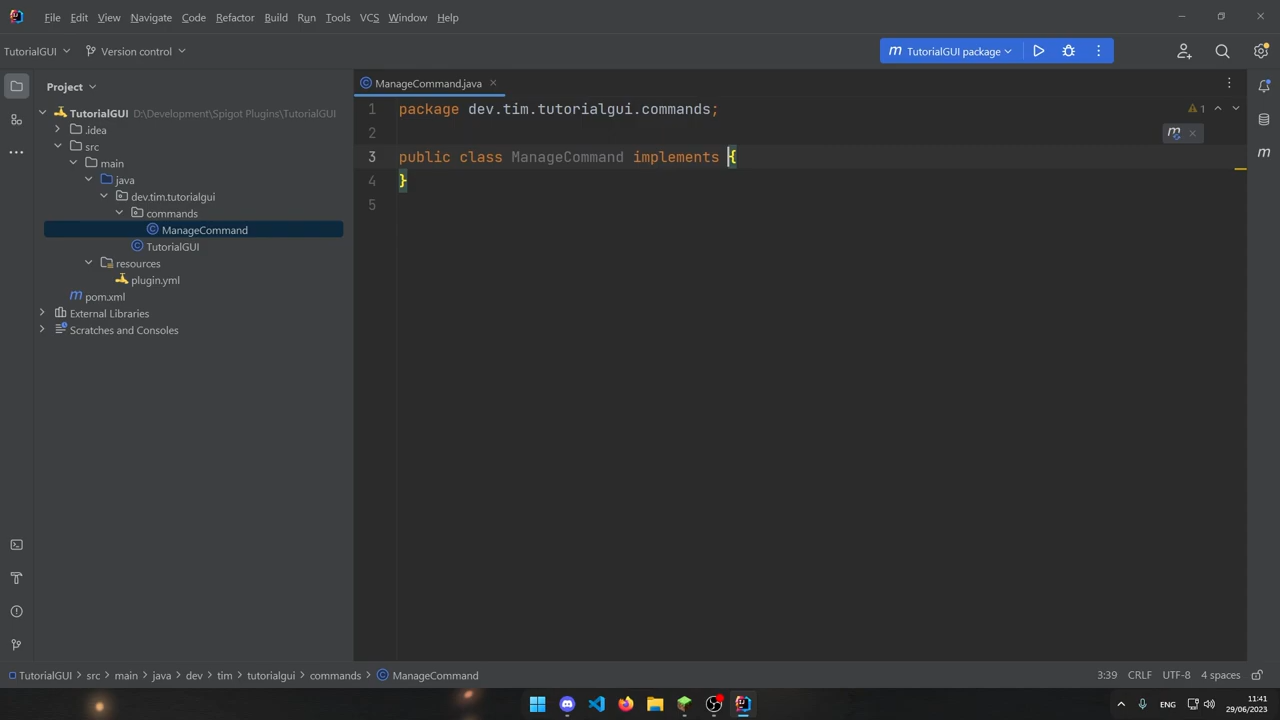 File Edit View Navigate Code Refactor Build Run Tools VCS Window Help
TutorialGUI Version control TutorialGUI package
Project
ManageCommand.java
TutorialGUI D:\Development\Spigot Plugins\TutorialGUI
.idea
src
main
java
dev.tim.tutorialgui
commands
ManageCommand
TutorialGUI
resources
plugin.yml
pom.xml
External Libraries
Scratches and Consoles
1 package dev.tim.tutorialgui.commands;
2
3 public class ManageCommand implements {
4 }
5
1
TutorialGUI > src > main > java > dev > tim > tutorialgui > commands > ManageCommand
3:39 CRLF UTF-8 4 spaces
ENG
11:41
29/06/2023